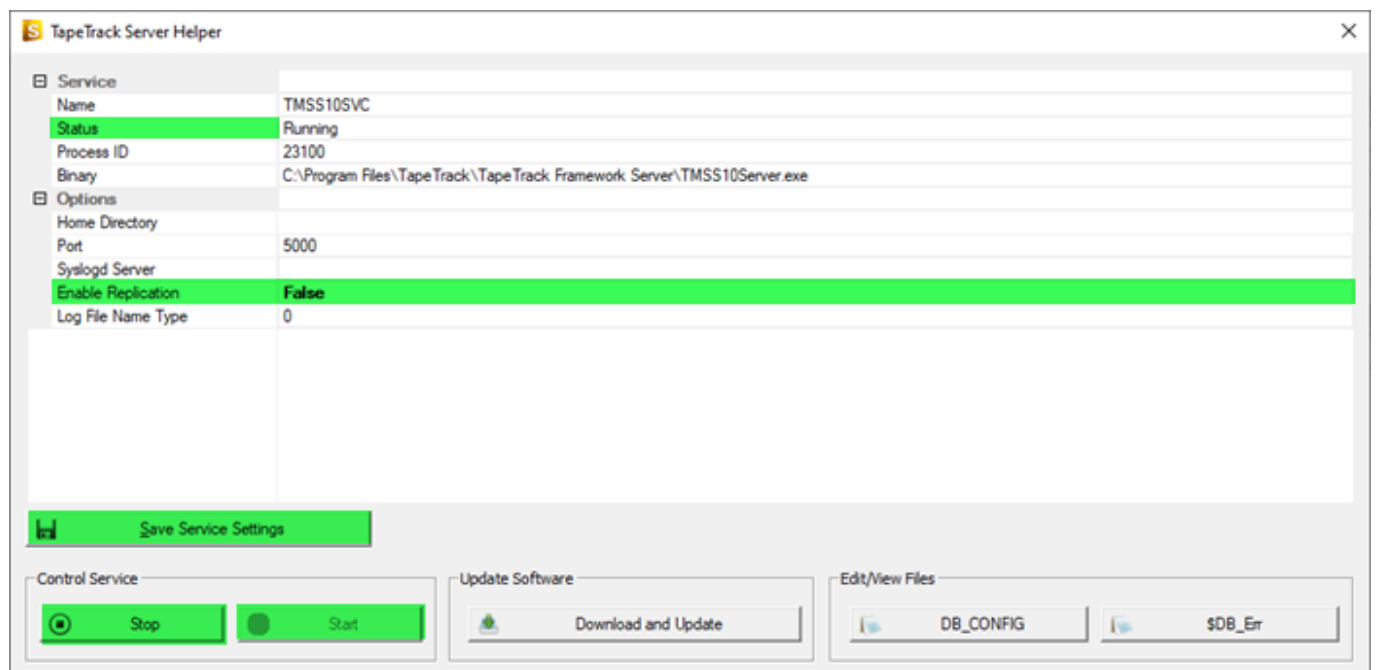 TapeTrack Server Helper
Service
Name TMSS10SVC
Status Running
Process ID 23100
Binary C:\Program Files\TapeTrack\TapeTrack Framework Server\TMSS10Server.exe
Options
Home Directory
Port 5000
Syslogd Server
Enable Replication False
Log File Name Type 0
Save Service Settings
Control Service Update Software Edit/View Files
Stop Start Download and Update DB_CONFIG $DB_Err